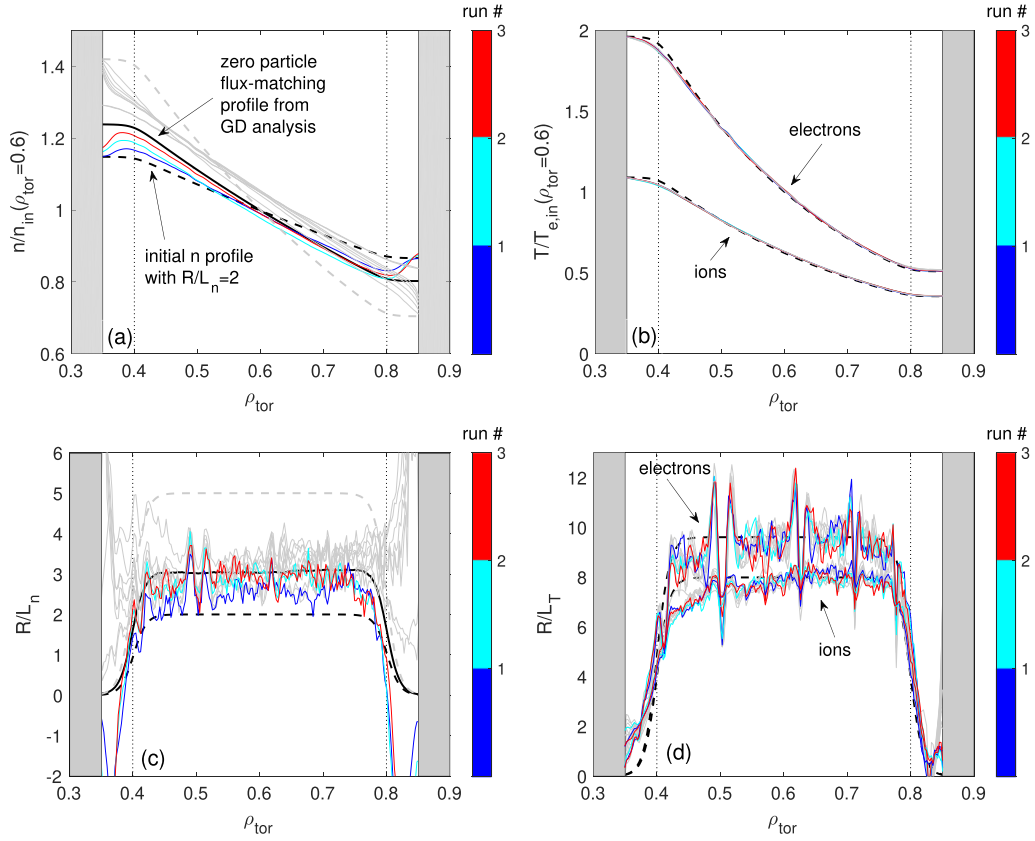 run #
1.4
1.2
1
0.8
0.6
n/n_in(ρ_tor=0.6)
zero particle
flux-matching
profile from
GD analysis
initial n profile
with R/L_n=2
(a)
0.3 0.4 0.5 0.6 0.7 0.8 0.9
ρ_tor
3
2
1
run #
2
1.5
1
0.5
0
T/T_e,in(ρ_tor=0.6)
electrons
ions
(b)
0.3 0.4 0.5 0.6 0.7 0.8 0.9
ρ_tor
3
2
1
run #
6
5
4
3
2
1
0
-1
-2
R/L_n
(c)
0.3 0.4 0.5 0.6 0.7 0.8 0.9
ρ_tor
3
2
1
run #
12
10
8
6
4
2
0
R/L_T
electrons
ions
(d)
0.3 0.4 0.5 0.6 0.7 0.8 0.9
ρ_tor
3
2
1